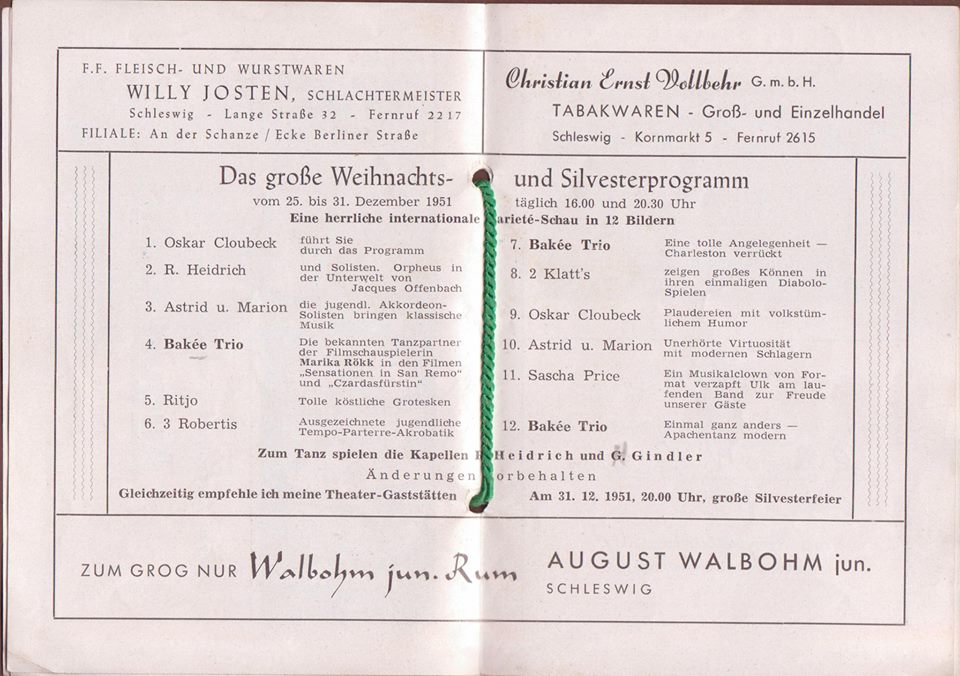 F.F. FLEISCH- UND WURSTWAREN
WILLY JOSTEN, SCHLACHTERMEISTER
Schleswig - Lange Straße 32 - Fernruf 2217
FILIALE: An der Schanze / Ecke Berliner Straße
Christian Ernst Vollbehr G. m. b. H.
TABAKWAREN - Groß- und Einzelhandel
Schleswig - Kornmarkt 5 - Fernruf 2615
Das große Weihnachts- und Silvesterprogramm
vom 25. bis 31. Dezember 1951 täglich 16.00 und 20.30 Uhr
Eine herrliche internationale arieté-Schau in 12 Bildern
1. Oskar Cloubeck führt Sie
durch das Programm
2. R. Heidrich und Solisten. Orpheus in
der Unterwelt von
Jacques Offenbach
3. Astrid u. Marion die jugendl. Akkordeon-
Solisten bringen klassische
Musik
4. Bakée Trio Die bekannten Tanzpartner
der Filmschauspielerin
Marika Rökk in den Filmen
„Sensationen in San Remo“
und „Czardasfürstin“
5. Ritjo Tolle köstliche Grotesken
6. 3 Robertis Ausgezeichnete jugendliche
Tempo-Parterre-Akrobatik
7. Bakée Trio Eine tolle Angelegenheit —
Charleston verrückt
8. 2 Klatt's zeigen großes Können in
ihren einmaligen Diabolo-
Spielen
9. Oskar Cloubeck Plaudereien mit volkstüm-
lichem Humor
10. Astrid u. Marion Unerhörte Virtuosität
mit modernen Schlagern
11. Sascha Price Ein Musikalclown von For-
mat verzapft Ulk am lau-
fenden Band zur Freude
unserer Gäste
12. Bakée Trio Einmal ganz anders —
Apachentanz modern
Zum Tanz spielen die Kapellen Heidrich und G. Gindler
Änderungen orbehalten
Gleichzeitig empfehle ich meine Theater-Gaststätten Am 31. 12. 1951, 20.00 Uhr, große Silvesterfeier
ZUM GROG NUR Walbohm jun. Rum
AUGUST WALBOHM jun.
SCHLESWIG